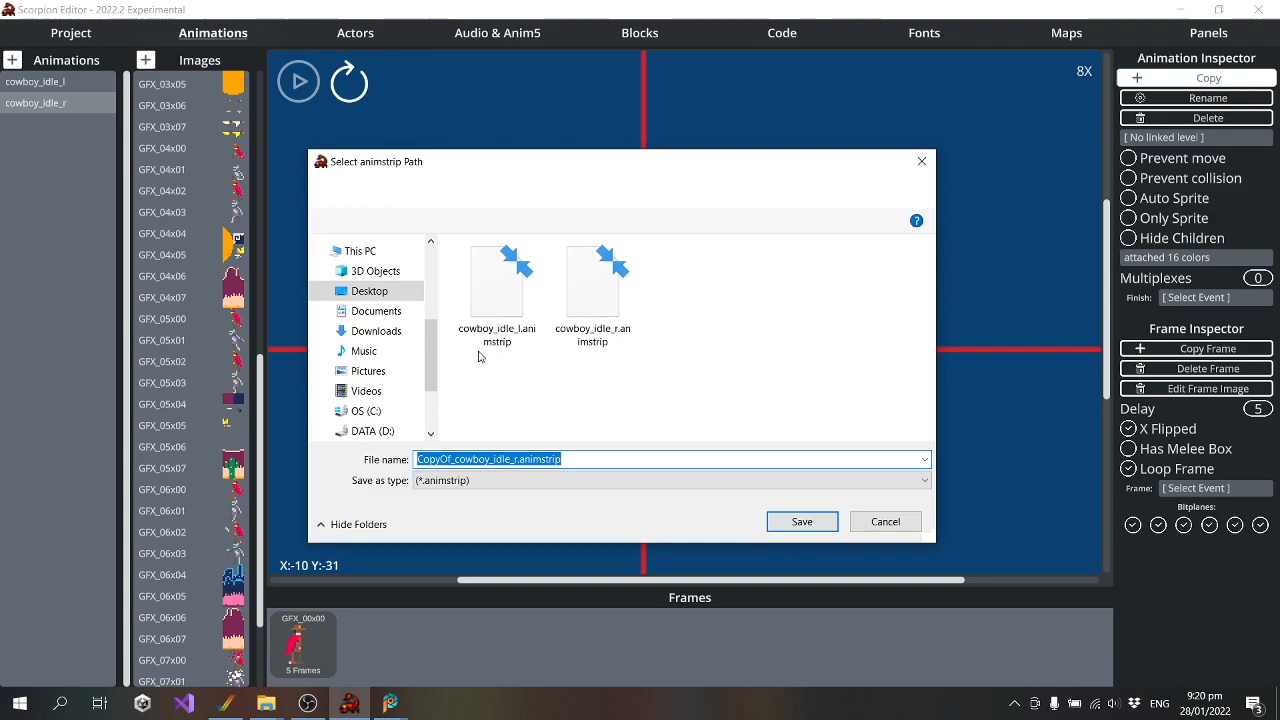 Scorpion Editor - 2022.2 Experimental
Project
Animations
Actors
Audio & Anim5
Blocks
Code
Fonts
Maps
Panels
Animations
cowboy_idle_l
cowboy_idle_r
Images
GFX_03x05
GFX_03x06
GFX_03x07
GFX_04x00
GFX_04x01
GFX_04x02
GFX_04x03
GFX_04x04
GFX_04x05
GFX_04x06
GFX_04x07
GFX_05x00
GFX_05x01
GFX_05x02
GFX_05x03
GFX_05x04
GFX_05x05
GFX_05x06
GFX_05x07
GFX_06x00
GFX_06x01
GFX_06x02
GFX_06x03
GFX_06x04
GFX_06x05
GFX_06x06
GFX_06x07
GFX_07x00
GFX_07x01
8X
Select animstrip Path
This PC
3D Objects
Desktop
Documents
Downloads
Music
Pictures
Videos
OS (C:)
DATA (D:)
cowboy_idle_l.ani
mstrip
cowboy_idle_r.an
imstrip
File name: CopyOf_cowboy_idle_r.animstrip
Save as type: (*.animstrip)
Hide Folders
Save
Cancel
X:-10 Y:-31
Frames
GFX_00x00
5 Frames
Animation Inspector
Copy
Rename
Delete
[ No linked level ]
Prevent move
Prevent collision
Auto Sprite
Only Sprite
Hide Children
attached 16 colors
Multiplexes 0
Finish: [ Select Event ]
Frame Inspector
Copy Frame
Delete Frame
Edit Frame Image
Delay 5
X Flipped
Has Melee Box
Loop Frame
Frame: [ Select Event ]
Bitplanes:
ENG
9:20 pm
28/01/2022
3